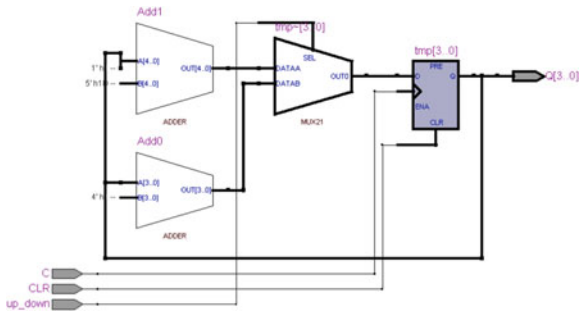 Add1
tmp~[3..0]
tmp[3..0]
SEL
PRE
A[4..0]
OUT[4..0]
DATAA
OUT0
D
Q
Q[3..0]
1' h
B[4..0]
5' h1
DATAB
ENA
ADDER
MUX21
CLR
Add0
A[3..0]
OUT[3..0]
4' h
B[3..0]
ADDER
C
CLR
up_down